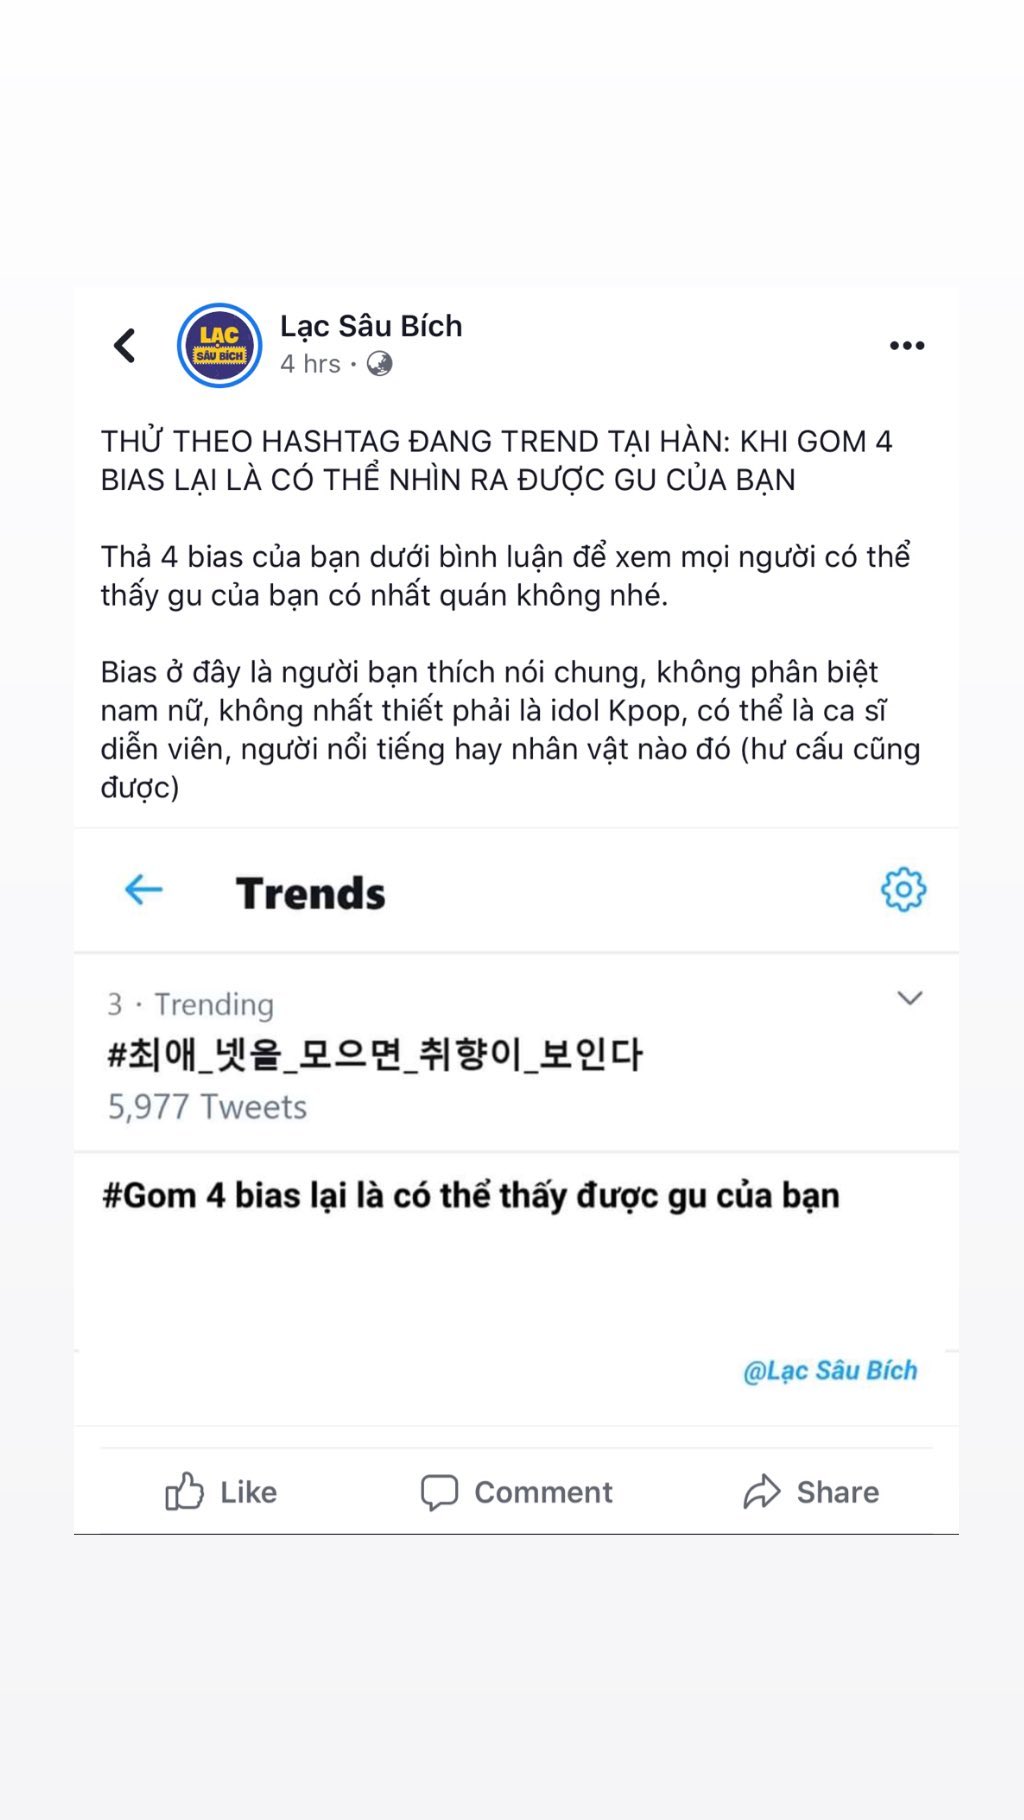 Lạc Sâu Bích
LẠC
SÂU BÍCH
4 hrs ·
THỬ THEO HASHTAG ĐANG TREND TẠI HÀN: KHI GOM 4
BIAS LẠI LÀ CÓ THỂ NHÌN RA ĐƯỢC GU CỦA BẠN
Thả 4 bias của bạn dưới bình luận để xem mọi người có thể
thấy gu của bạn có nhất quán không nhé.
Bias ở đây là người bạn thích nói chung, không phân biệt
nam nữ, không nhất thiết phải là idol Kpop, có thể là ca sĩ
diễn viên, người nổi tiếng hay nhân vật nào đó (hư cấu cũng
được)
Trends
3 · Trending
#최애_넷을_모으면_취향이_보인다
5,977 Tweets
#Gom 4 bias lại là có thể thấy được gu của bạn
@Lạc Sâu Bích
Like
Comment
Share